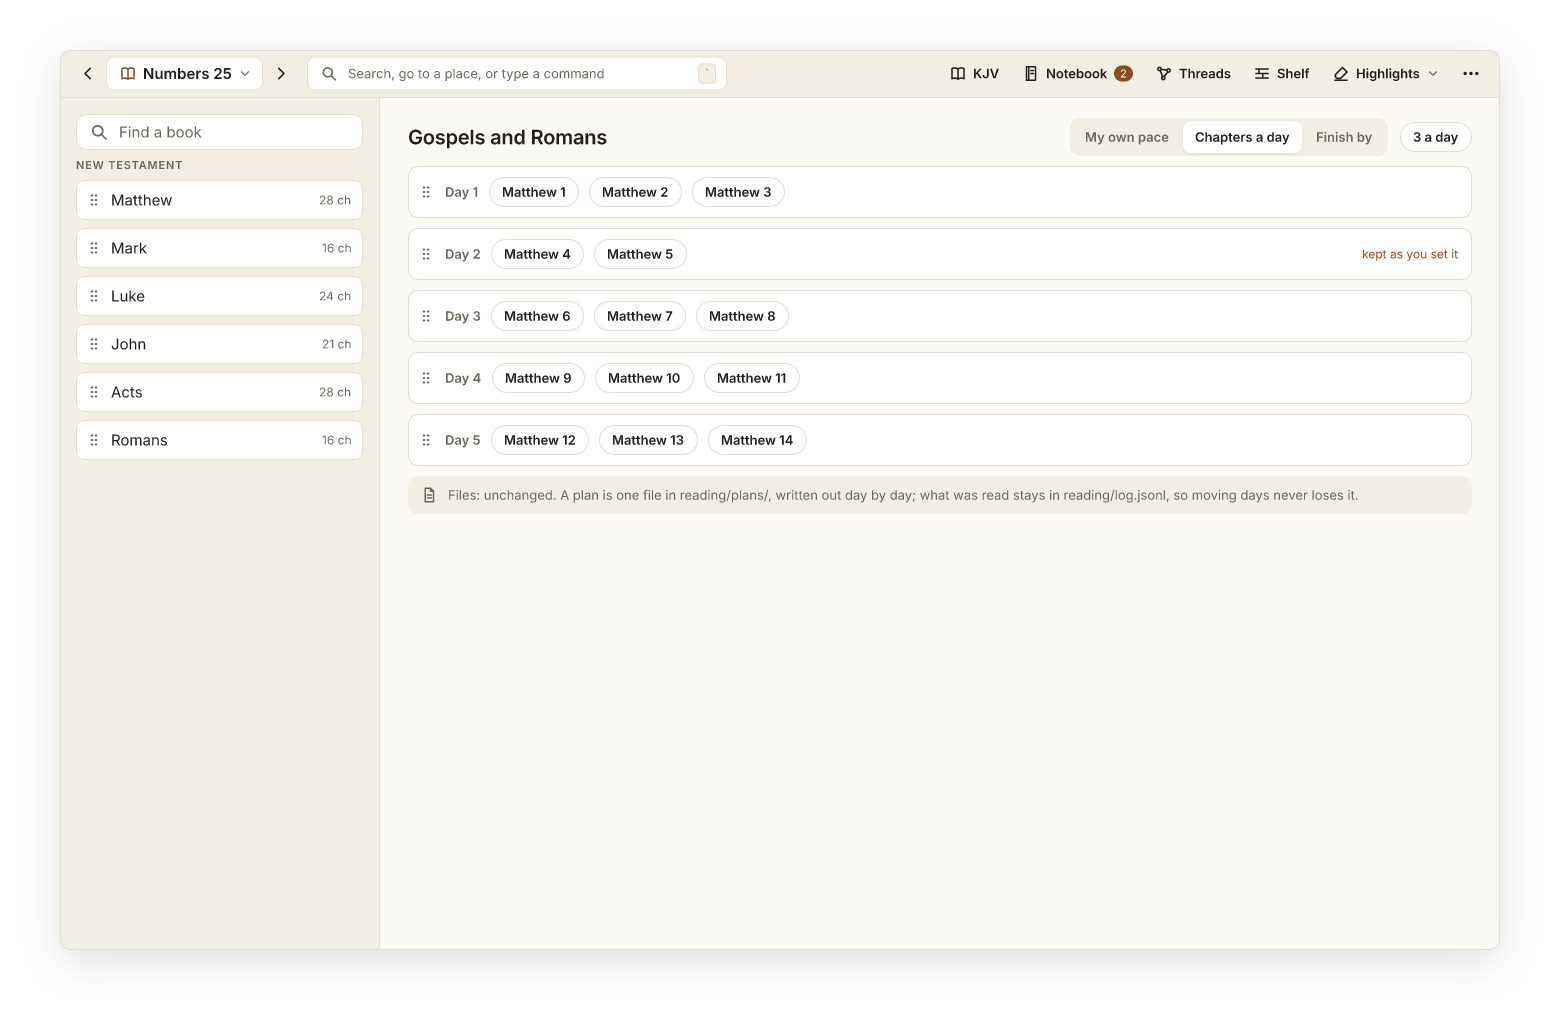 Numbers 25
Search, go to a place, or type a command
KJV
Notebook 2
Threads
Shelf
Highlights
Find a book
NEW TESTAMENT
Matthew 28 ch
Mark 16 ch
Luke 24 ch
John 21 ch
Acts 28 ch
Romans 16 ch
Gospels and Romans
My own pace
Chapters a day
Finish by
3 a day
Day 1 Matthew 1 Matthew 2 Matthew 3
Day 2 Matthew 4 Matthew 5 kept as you set it
Day 3 Matthew 6 Matthew 7 Matthew 8
Day 4 Matthew 9 Matthew 10 Matthew 11
Day 5 Matthew 12 Matthew 13 Matthew 14
Files: unchanged. A plan is one file in reading/plans/, written out day by day; what was read stays in reading/log.jsonl, so moving days never loses it.